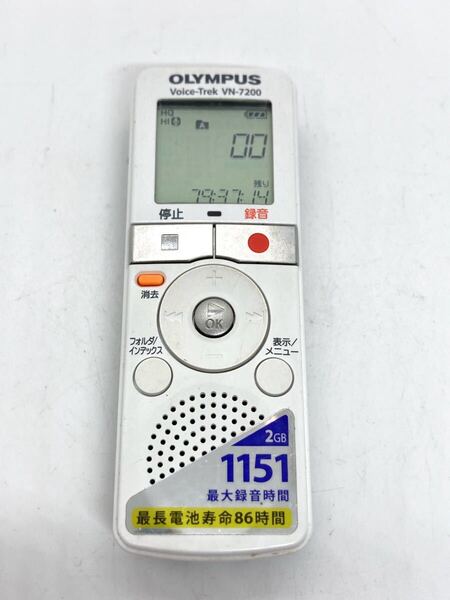 OLYMPUS
Voice-Trek VN-7200
HQ
HI
A
00
残り
79:37:14
停止
録音
消去
OK
フォルダ/
インデックス
表示/
メニュー
2GB
1151
最大録音時間
最長電池寿命86時間